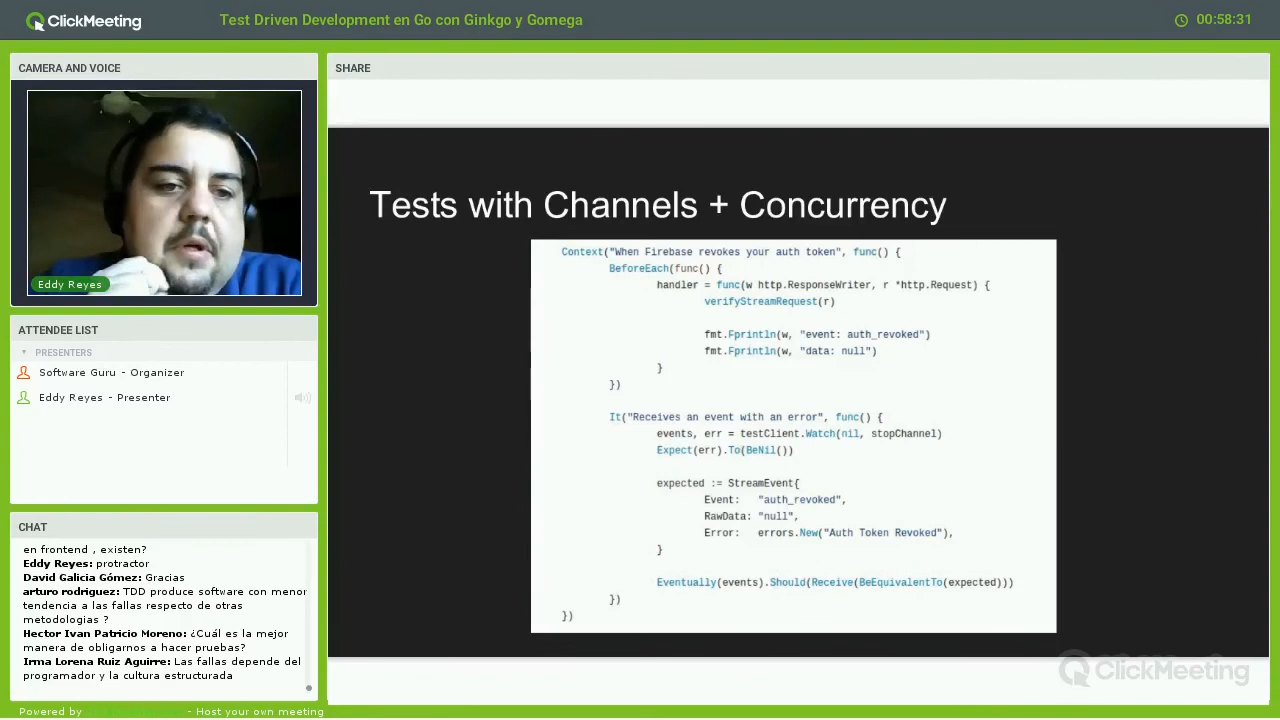 ClickMeeting
Test Driven Development en Go con Ginkgo y Gomega
00:58:31
CAMERA AND VOICE
Eddy Reyes
ATTENDEE LIST
PRESENTERS
Software Guru - Organizer
Eddy Reyes - Presenter
CHAT
en frontend , existen?
Eddy Reyes: protractor
David Galicia Gómez: Gracias
arturo rodriguez: TDD produce software con menor
tendencia a las fallas respecto de otras
metodologias ?
Hector Ivan Patricio Moreno: ¿Cuál es la mejor
manera de obligarnos a hacer pruebas?
Irma Lorena Ruiz Aguirre: Las fallas depende del
programador y la cultura estructurada
SHARE
Tests with Channels + Concurrency
Context("When Firebase revokes your auth token", func() {
BeforeEach(func() {
handler = func(w http.ResponseWriter, r *http.Request) {
verifyStreamRequest(r)
fmt.Fprintln(w, "event: auth_revoked")
fmt.Fprintln(w, "data: null")
}
})
It("Receives an event with an error", func() {
events, err = testClient.Watch(nil, stopChannel)
Expect(err).To(BeNil())
expected := StreamEvent{
Event: "auth_revoked",
RawData: "null",
Error: errors.New("Auth Token Revoked"),
}
Eventually(events).Should(Receive(BeEquivalentTo(expected)))
})
})
ClickMeeting
Powered by - Host your own meeting